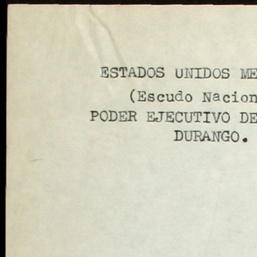 ESTADOS UNIDOS ME
(Escudo Nacion
PODER EJECUTIVO DE
DURANGO.